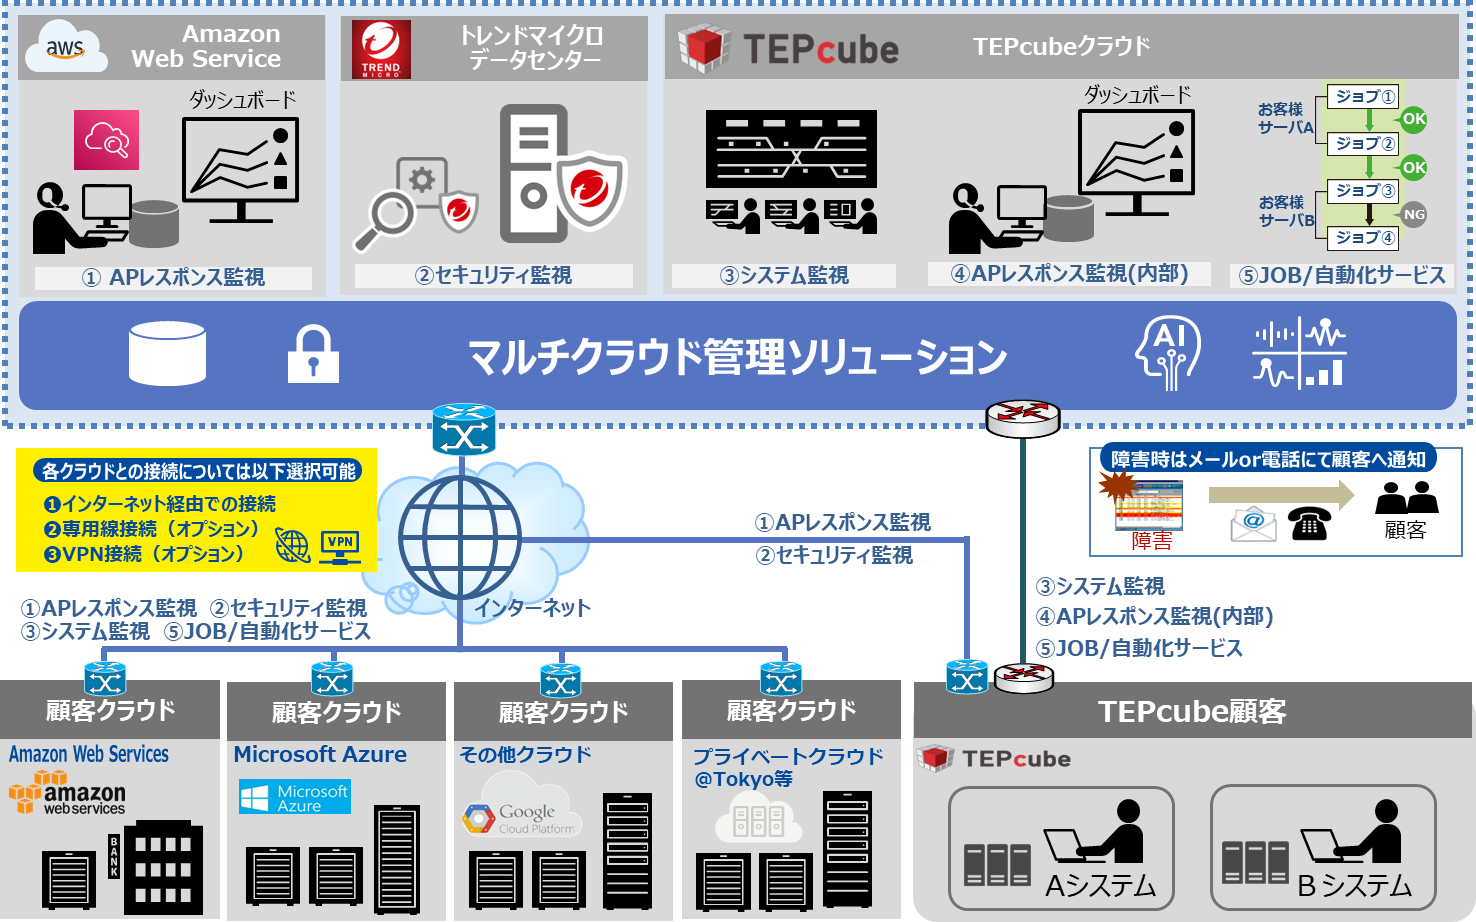 aws
Amazon
Web Service
ダッシュボード
① APレスポンス監視
TREND
MICRO
トレンドマイクロ
データセンター
②セキュリティ監視
TEPcube
TEPcubeクラウド
③システム監視
ダッシュボード
④APレスポンス監視(内部)
お客様
サーバA
ジョブ①
OK
ジョブ②
OK
お客様
サーバB
ジョブ③
NG
ジョブ④
⑤JOB/自動化サービス
マルチクラウド管理ソリューション
AI
各クラウドとの接続については以下選択可能
❶インターネット経由での接続
❷専用線接続（オプション）
❸VPN接続（オプション）
VPN
インターネット
①APレスポンス監視
②セキュリティ監視
障害時はメールor電話にて顧客へ通知
障害
@
顧客
③システム監視
④APレスポンス監視(内部)
⑤JOB/自動化サービス
①APレスポンス監視 ②セキュリティ監視
③システム監視 ⑤JOB/自動化サービス
顧客クラウド
Amazon Web Services
amazon
webservices
BANK
顧客クラウド
Microsoft Azure
Microsoft
Azure
顧客クラウド
その他クラウド
Google
Cloud Platform
顧客クラウド
プライベートクラウド
@Tokyo等
TEPcube顧客
TEPcube
Aシステム
B システム